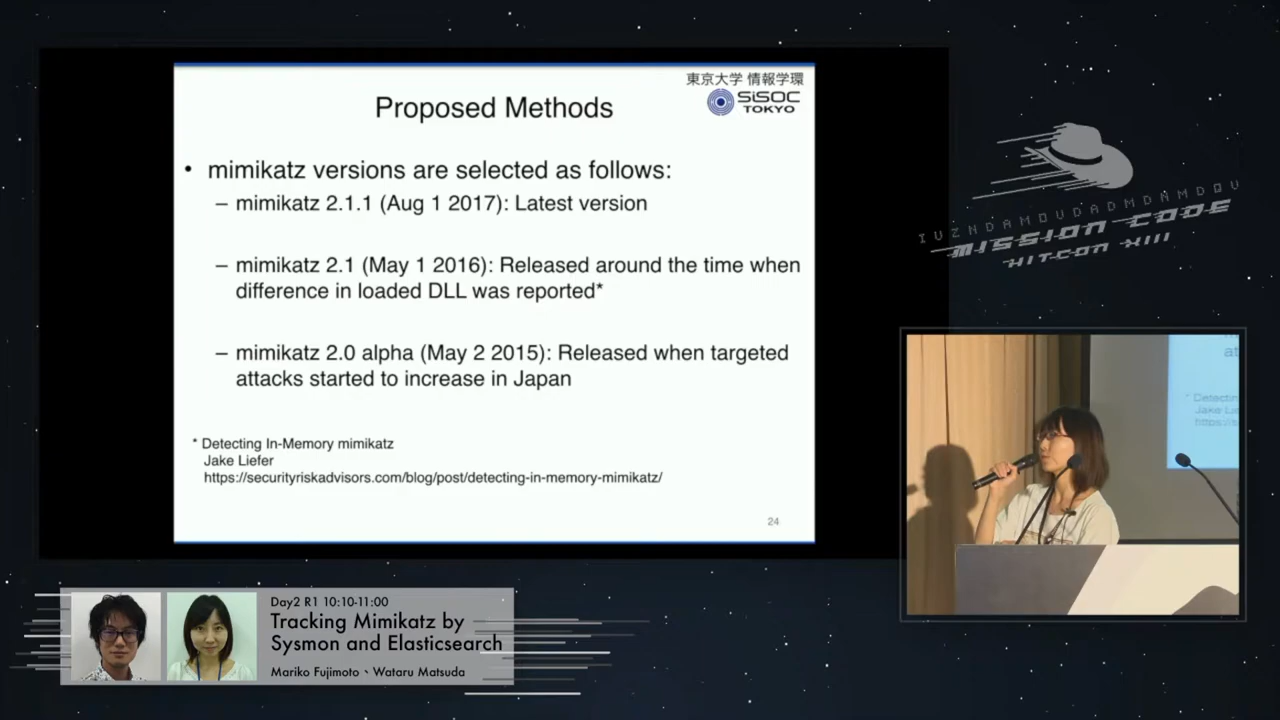 東京大学 情報学環
SiSOC
TOKYO
Proposed Methods
• mimikatz versions are selected as follows:
– mimikatz 2.1.1 (Aug 1 2017): Latest version
– mimikatz 2.1 (May 1 2016): Released around the time when
difference in loaded DLL was reported*
– mimikatz 2.0 alpha (May 2 2015): Released when targeted
attacks started to increase in Japan
* Detecting In-Memory mimikatz
Jake Liefer
https://securityriskadvisors.com/blog/post/detecting-in-memory-mimikatz/
24
MISSION CODE
HITCON XIII
at
* Detectin
Jake Lie
https://s
Day2 R1 10:10-11:00
Tracking Mimikatz by
Sysmon and Elasticsearch
Mariko Fujimoto、Wataru Matsuda